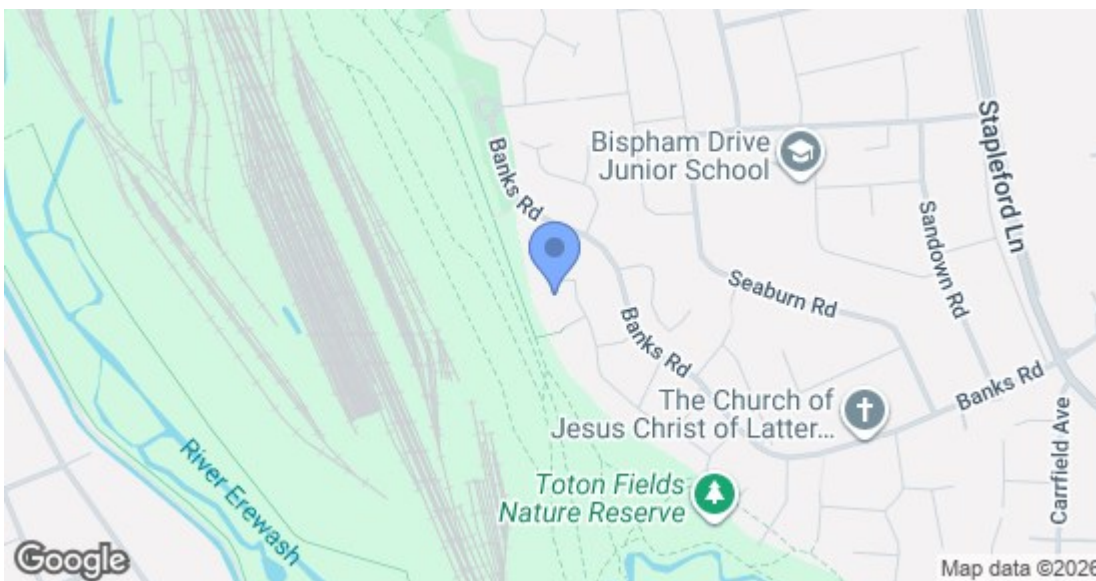 Banks Rd
Bispham Drive
Junior School
Stapleford Ln
Sandown Rd
Seaburn Rd
Banks Rd
Banks Rd
The Church of
Jesus Christ of Latter...
Carrfield Ave
Toton Fields
Nature Reserve
River Erewash
Google
Map data ©2026